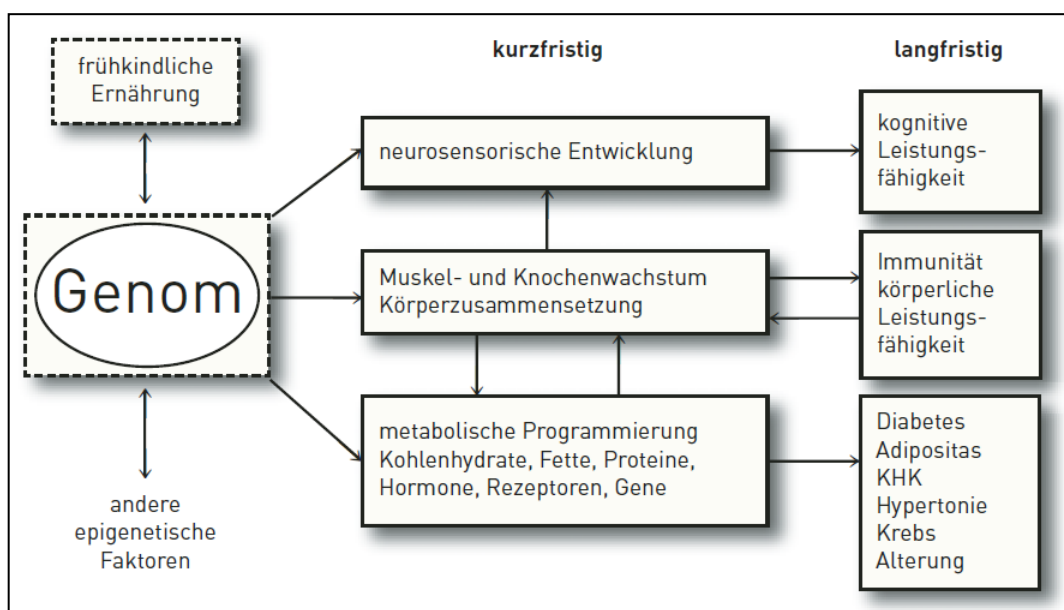 kurzfristig
langfristig
frühkindliche
Ernährung
Genom
andere
epigenetische
Faktoren
neurosensorische Entwicklung
Muskel- und Knochenwachstum
Körperzusammensetzung
metabolische Programmierung
Kohlenhydrate, Fette, Proteine,
Hormone, Rezeptoren, Gene
kognitive
Leistungs-
fähigkeit
Immunität
körperliche
Leistungs-
fähigkeit
Diabetes
Adipositas
KHK
Hypertonie
Krebs
Alterung